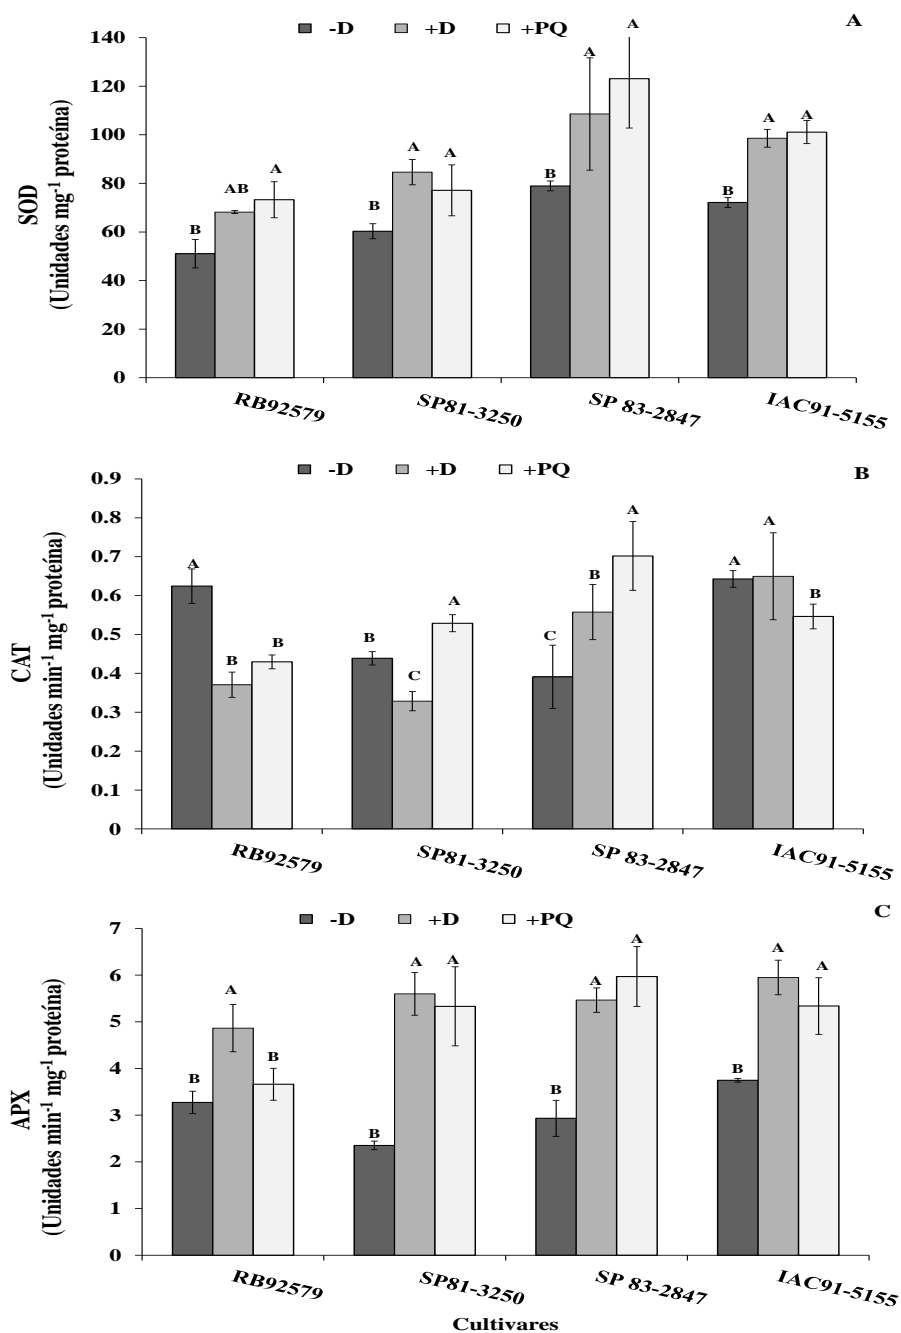 A
-D +D +PQ
SOD
(Unidades mg-1 proteína)
140
120
100
80
60
40
20
0
B AB A
B A A
B A A
B A A
RB92579 SP81-3250 SP 83-2847 IAC91-5155
B
-D +D +PQ
CAT
(Unidades min-1 mg-1 proteína)
0.9
0.8
0.7
0.6
0.5
0.4
0.3
0.2
0.1
0
A B B
B C A
C B A
A A B
RB92579 SP81-3250 SP 83-2847 IAC91-5155
C
-D +D +PQ
APX
(Unidades min-1 mg-1 proteína)
7
6
5
4
3
2
1
0
B A B
B A A
B A A
B A A
RB92579 SP81-3250 SP 83-2847 IAC91-5155
Cultivares